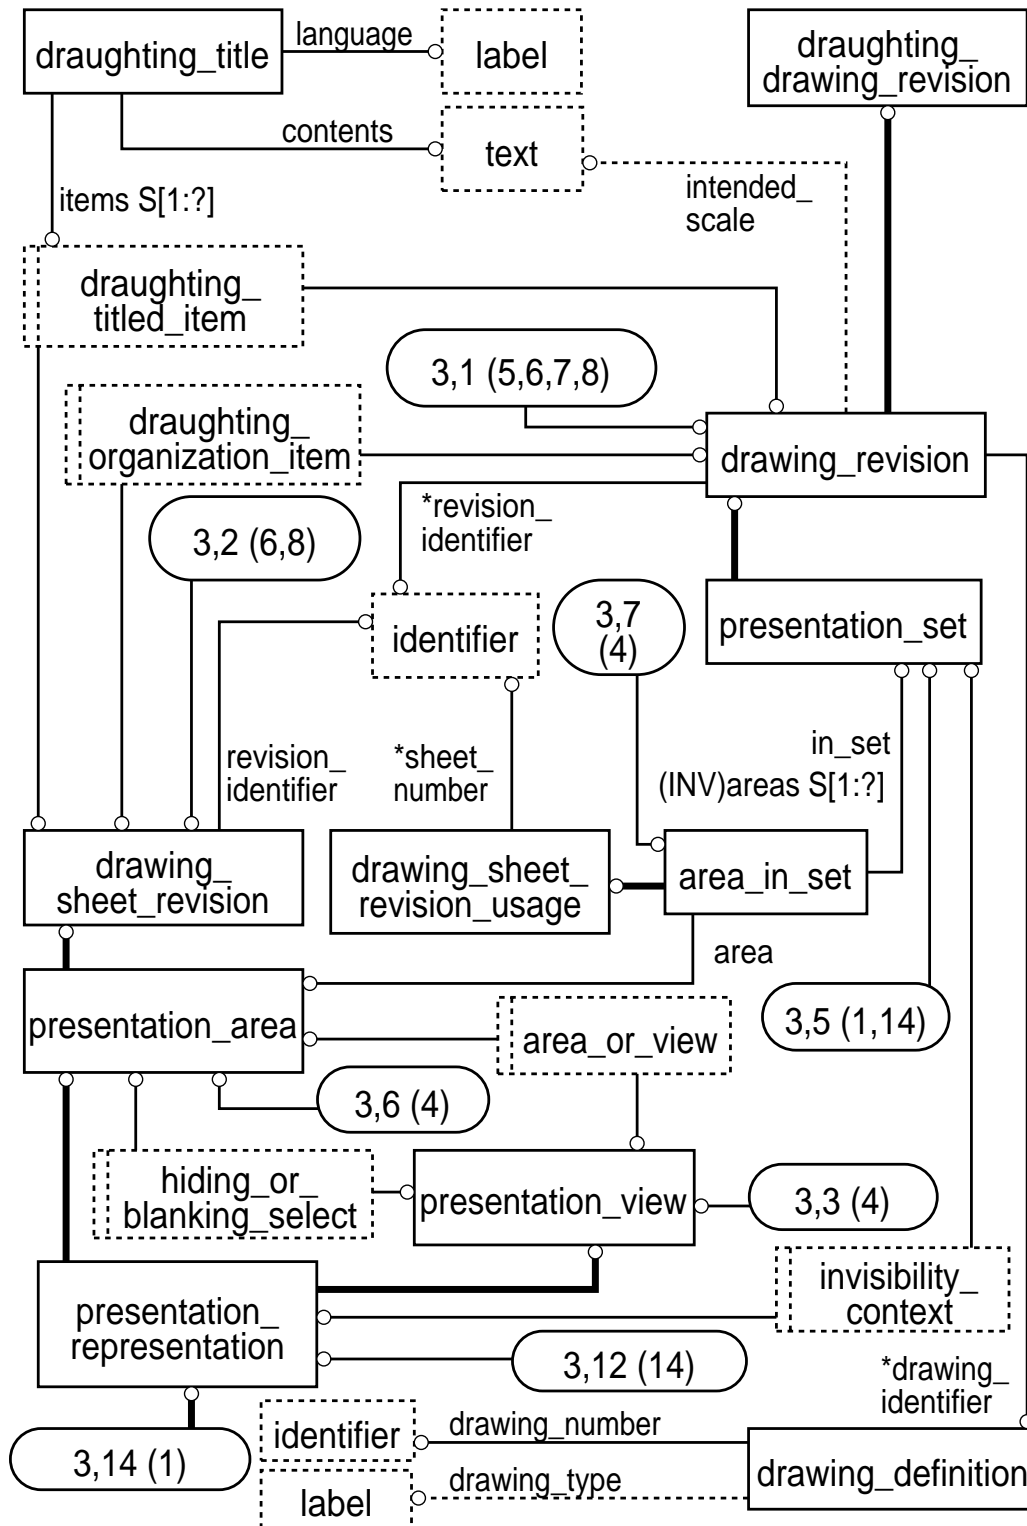 draughting_title
language
label
draughting_
drawing_revision
contents
text
items S[1:?]
intended_
scale
draughting_
titled_item
3,1 (5,6,7,8)
draughting_
organization_item
drawing_revision
*revision_
identifier
3,2 (6,8)
identifier
3,7
(4)
presentation_set
revision_
identifier
*sheet_
number
in_set
(INV)areas S[1:?]
drawing_
sheet_revision
drawing_sheet_
revision_usage
area_in_set
area
presentation_area
area_or_view
3,5 (1,14)
3,6 (4)
hiding_or_
blanking_select
presentation_view
3,3 (4)
presentation_
representation
invisibility_
context
3,12 (14)
*drawing_
identifier
3,14 (1)
identifier
drawing_number
drawing_definition
label
drawing_type